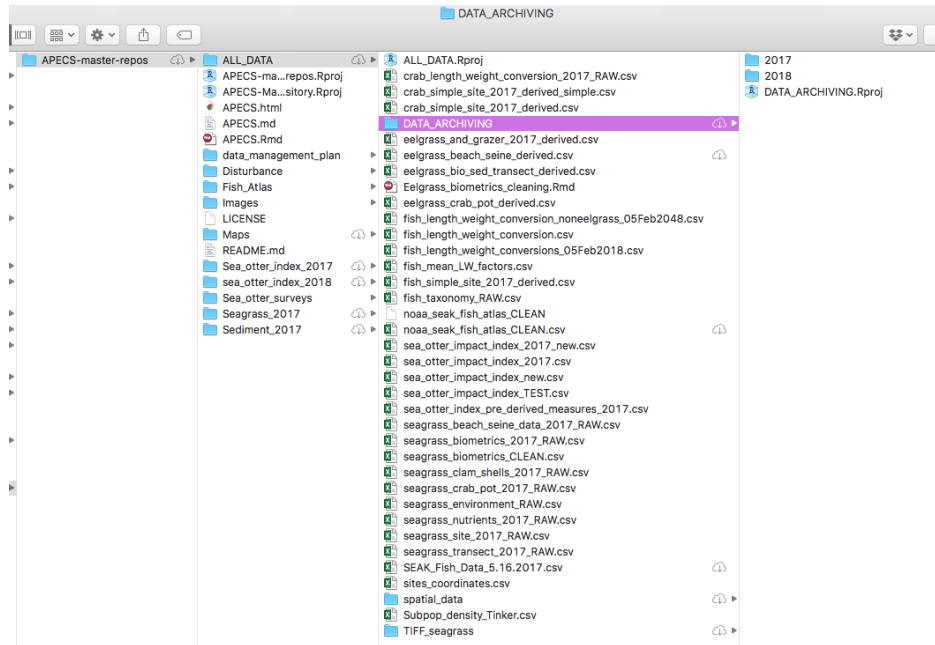 DATA_ARCHIVING
APECS-master-repos
ALL_DATA
APECS-ma...repos.Rproj
APECS-Ma...sitory.Rproj
APECS.html
APECS.md
APECS.Rmd
data_management_plan
Disturbance
Fish_Atlas
Images
LICENSE
Maps
README.md
Sea_otter_index_2017
sea_otter_index_2018
Sea_otter_surveys
Seagrass_2017
Sediment_2017
ALL_DATA.Rproj
crab_length_weight_conversion_2017_RAW.csv
crab_simple_site_2017_derived_simple.csv
crab_simple_site_2017_derived.csv
DATA_ARCHIVING
eelgrass_and_grazer_2017_derived.csv
eelgrass_beach_seine_derived.csv
eelgrass_bio_sed_transect_derived.csv
Eelgrass_biometrics_cleaning.Rmd
eelgrass_crab_pot_derived.csv
fish_length_weight_conversion_noneelgrass_05Feb2048.csv
fish_length_weight_conversion.csv
fish_length_weight_conversions_05Feb2018.csv
fish_mean_LW_factors.csv
fish_simple_site_2017_derived.csv
fish_taxonomy_RAW.csv
noaa_seak_fish_atlas_CLEAN
noaa_seak_fish_atlas_CLEAN.csv
sea_otter_impact_index_2017_new.csv
sea_otter_impact_index_2017.csv
sea_otter_impact_index_new.csv
sea_otter_impact_index_TEST.csv
sea_otter_index_pre_derived_measures_2017.csv
seagrass_beach_seine_data_2017_RAW.csv
seagrass_biometrics_2017_RAW.csv
seagrass_biometrics_CLEAN.csv
seagrass_clam_shells_2017_RAW.csv
seagrass_crab_pot_2017_RAW.csv
seagrass_environment_RAW.csv
seagrass_nutrients_2017_RAW.csv
seagrass_site_2017_RAW.csv
seagrass_transect_2017_RAW.csv
SEAK_Fish_Data_5.16.2017.csv
sites_coordinates.csv
spatial_data
Subpop_density_Tinker.csv
TIFF_seagrass
2017
2018
DATA_ARCHIVING.Rproj